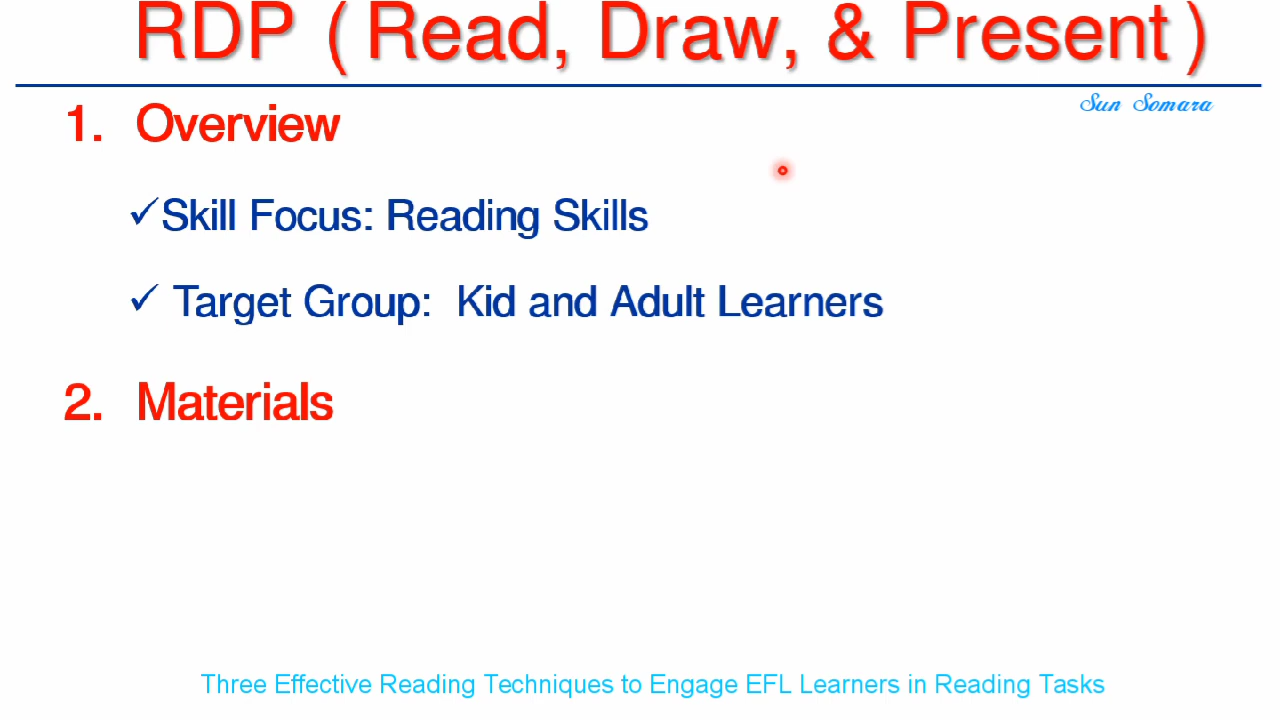 RDP ( Read, Draw, & Present )
Sun Somara
1. Overview
✓Skill Focus: Reading Skills
✓ Target Group: Kid and Adult Learners
2. Materials
Three Effective Reading Techniques to Engage EFL Learners in Reading Tasks